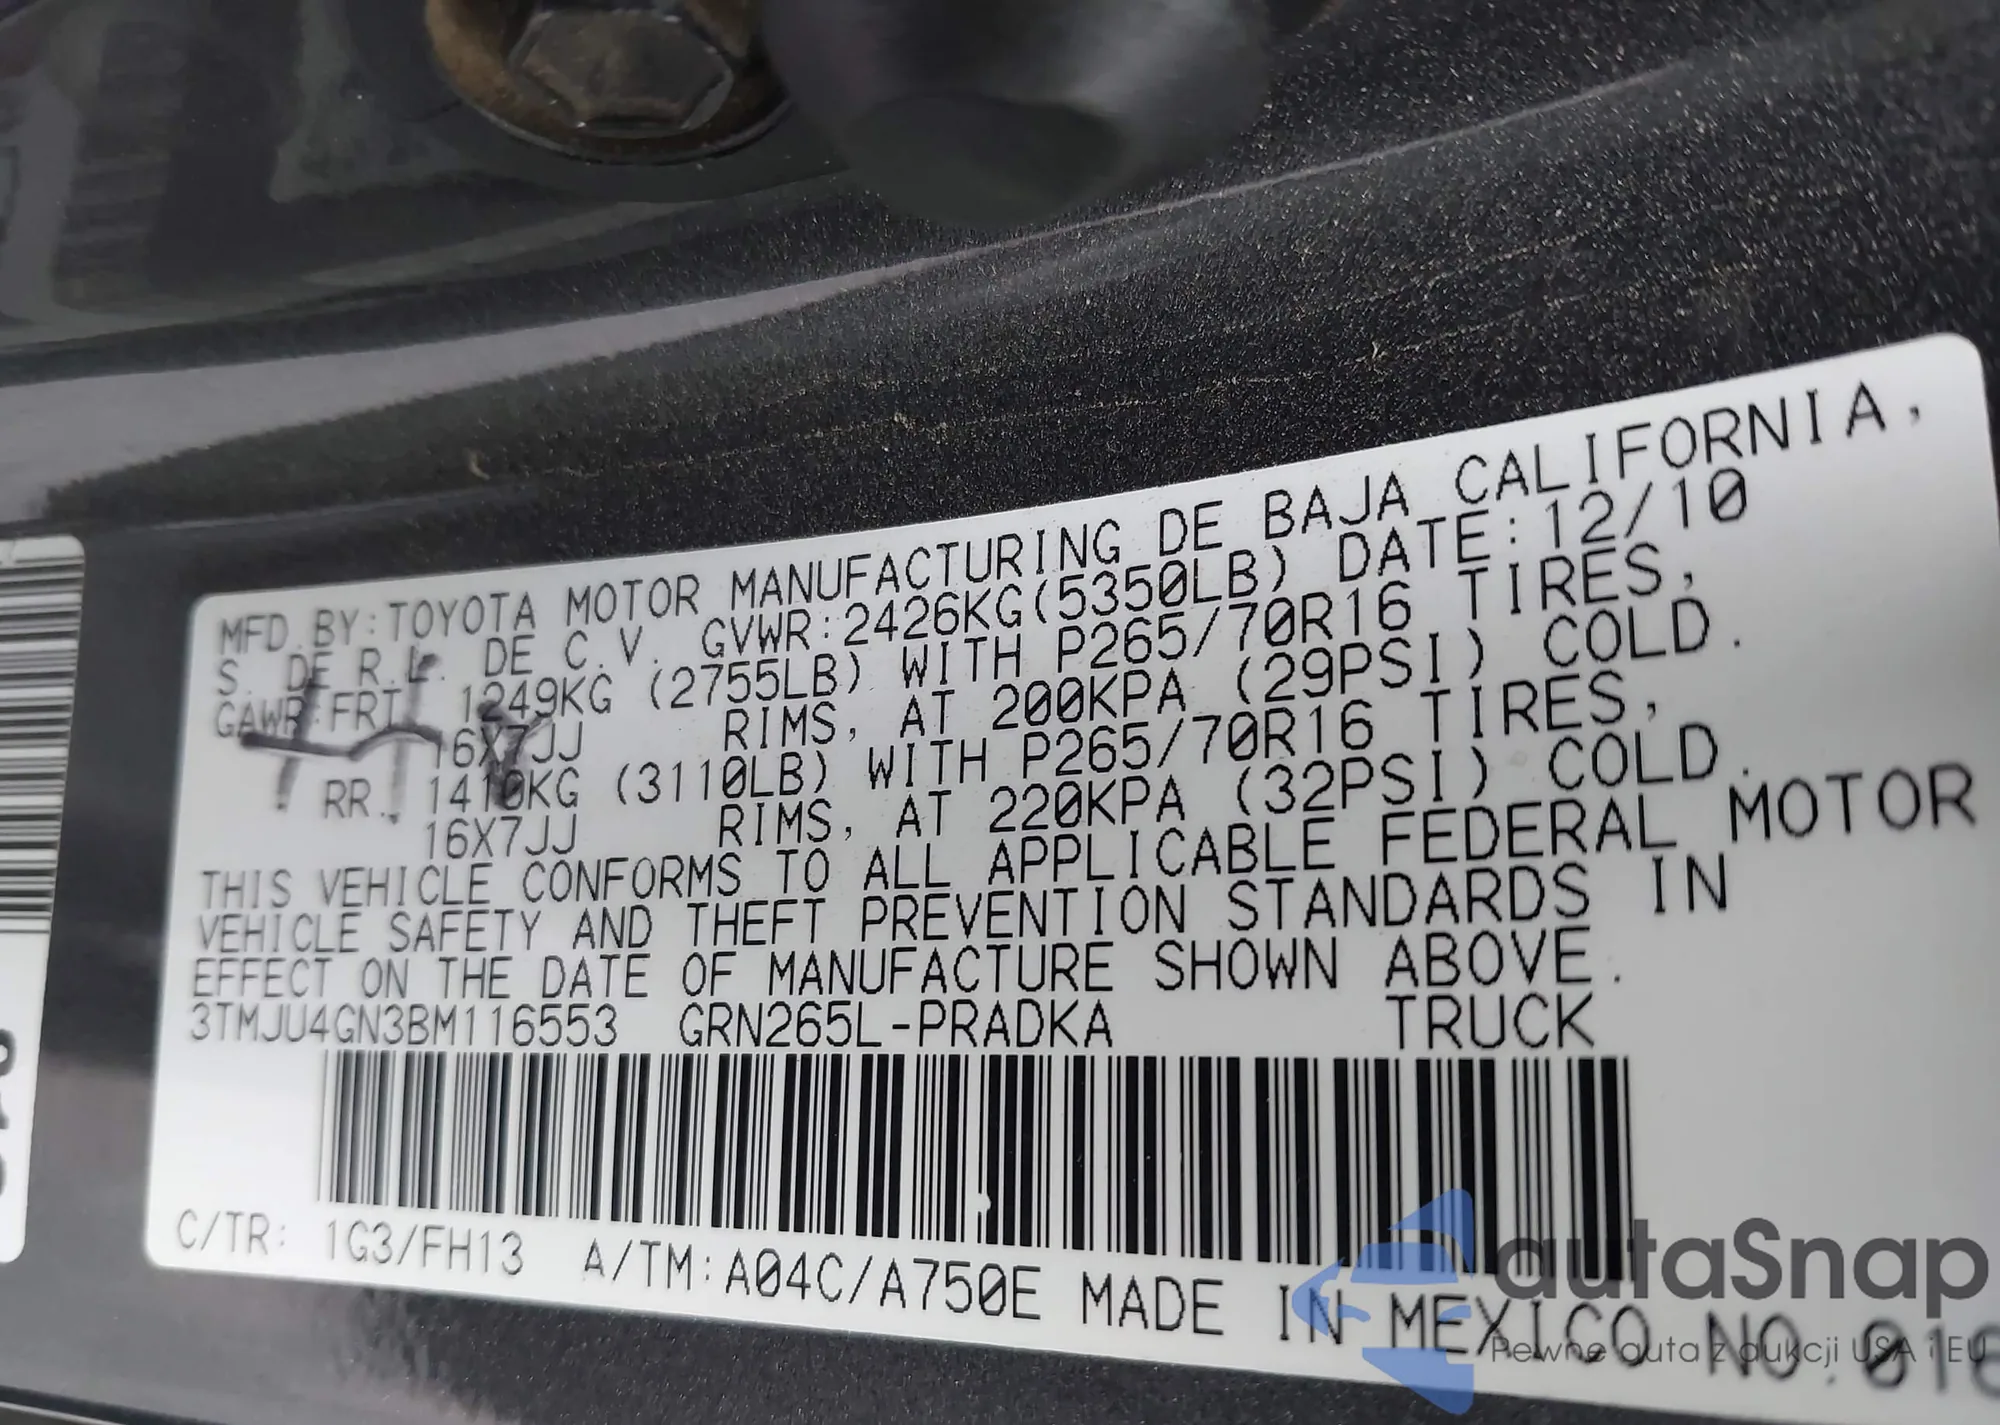 MFD.BY:TOYOTA MOTOR MANUFACTURING DE BAJA CALIFORNIA,
S. DE R.L. DE C.V. GVWR:2426KG(5350LB) DATE:12/10
GAWR:FRT. 1249KG (2755LB) WITH P265/70R16 TIRES,
16X7JJ RIMS, AT 200KPA (29PSI) COLD.
RR. 1410KG (3110LB) WITH P265/70R16 TIRES,
16X7JJ RIMS, AT 220KPA (32PSI) COLD.
THIS VEHICLE CONFORMS TO ALL APPLICABLE FEDERAL MOTOR
VEHICLE SAFETY AND THEFT PREVENTION STANDARDS IN
EFFECT ON THE DATE OF MANUFACTURE SHOWN ABOVE.
3TMJU4GN3BM116553 GRN265L-PRADKA TRUCK
C/TR: 1G3/FH13 A/TM:A04C/A750E MADE IN MEXICO NO.016
autaSnap
Pewne auta z aukcji USA i EU